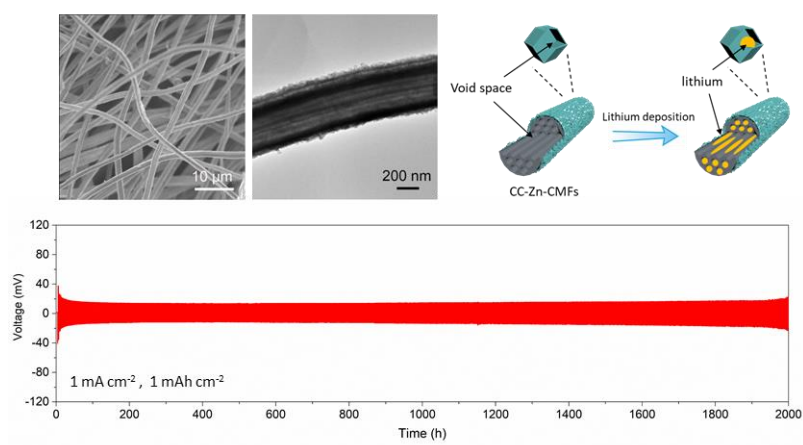 10 μm
200 nm
Void space
lithium
Lithium deposition
CC-Zn-CMFs
Voltage (mV)
120
80
40
0
-40
-80
-120
1 mA cm⁻² , 1 mAh cm⁻²
0 200 400 600 800 1000 1200 1400 1600 1800 2000
Time (h)